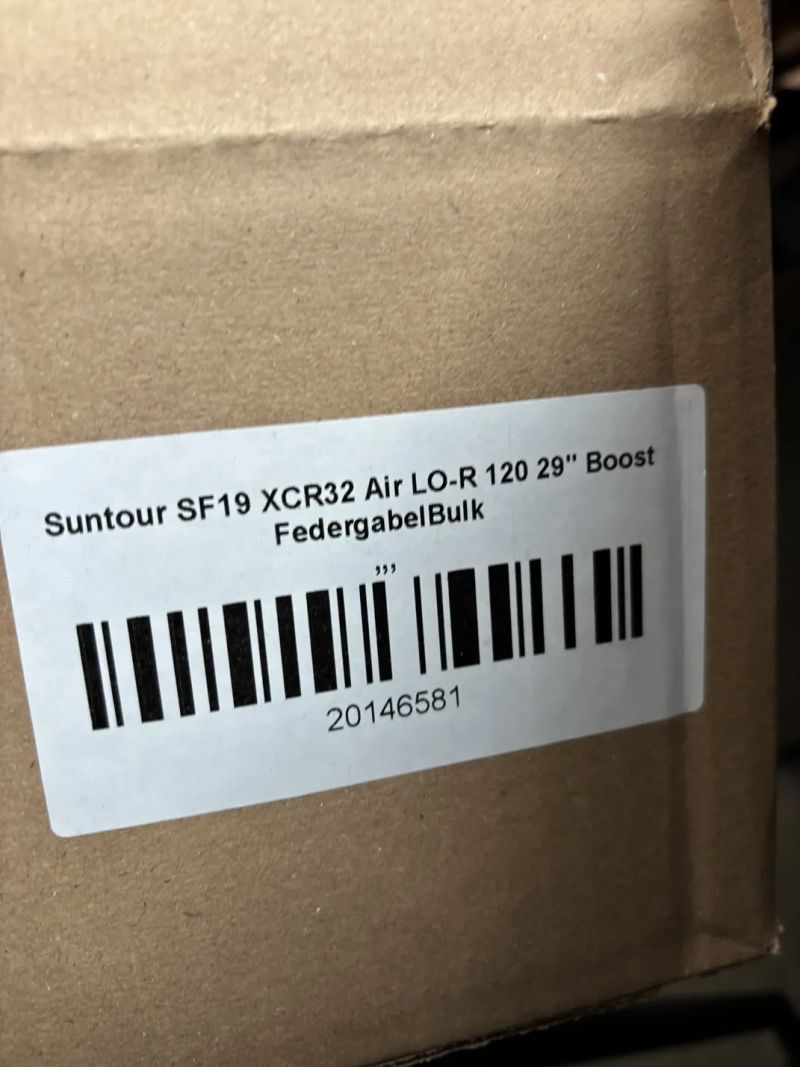 Suntour SF19 XCR32 Air LO-R 120 29" Boost
FedergabelBulk
,,,
20146581